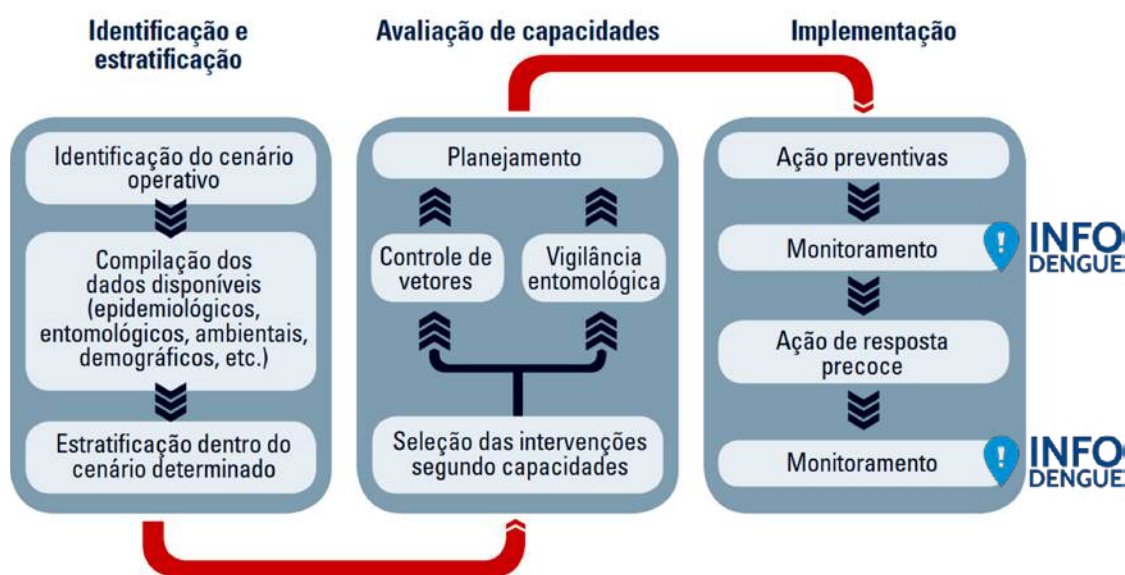 Identificação e
estratificação
Identificação do cenário
operativo
Compilação dos
dados disponíveis
(epidemiológicos,
entomológicos, ambientais,
demográficos, etc.)
Estratificação dentro do
cenário determinado
Avaliação de capacidades
Planejamento
Controle de
vetores
Vigilância
entomológica
Seleção das intervenções
segundo capacidades
Implementação
Ação preventivas
Monitoramento
INFO
DENGUE
Ação de resposta
precoce
Monitoramento
INFO
DENGUE